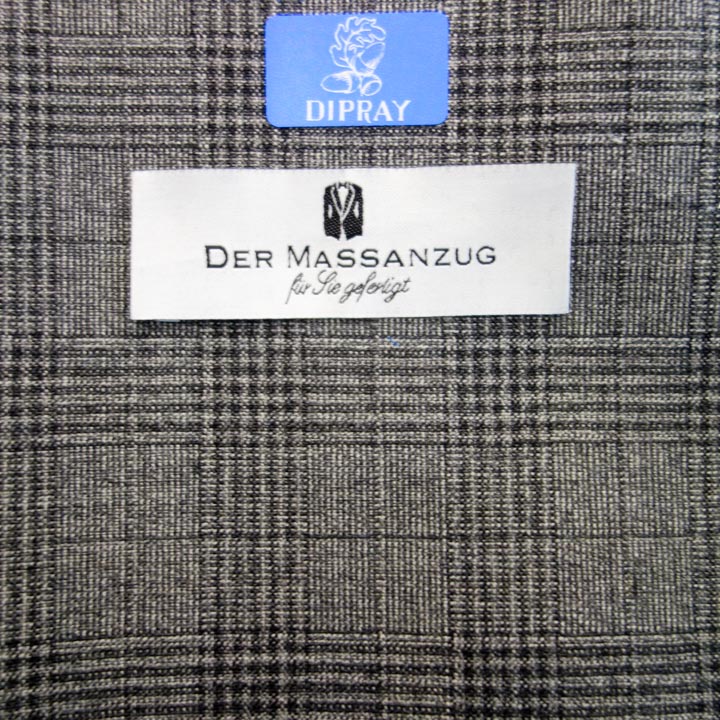 DIPRAY
DER MASSANZUG
für Sie gefertigt